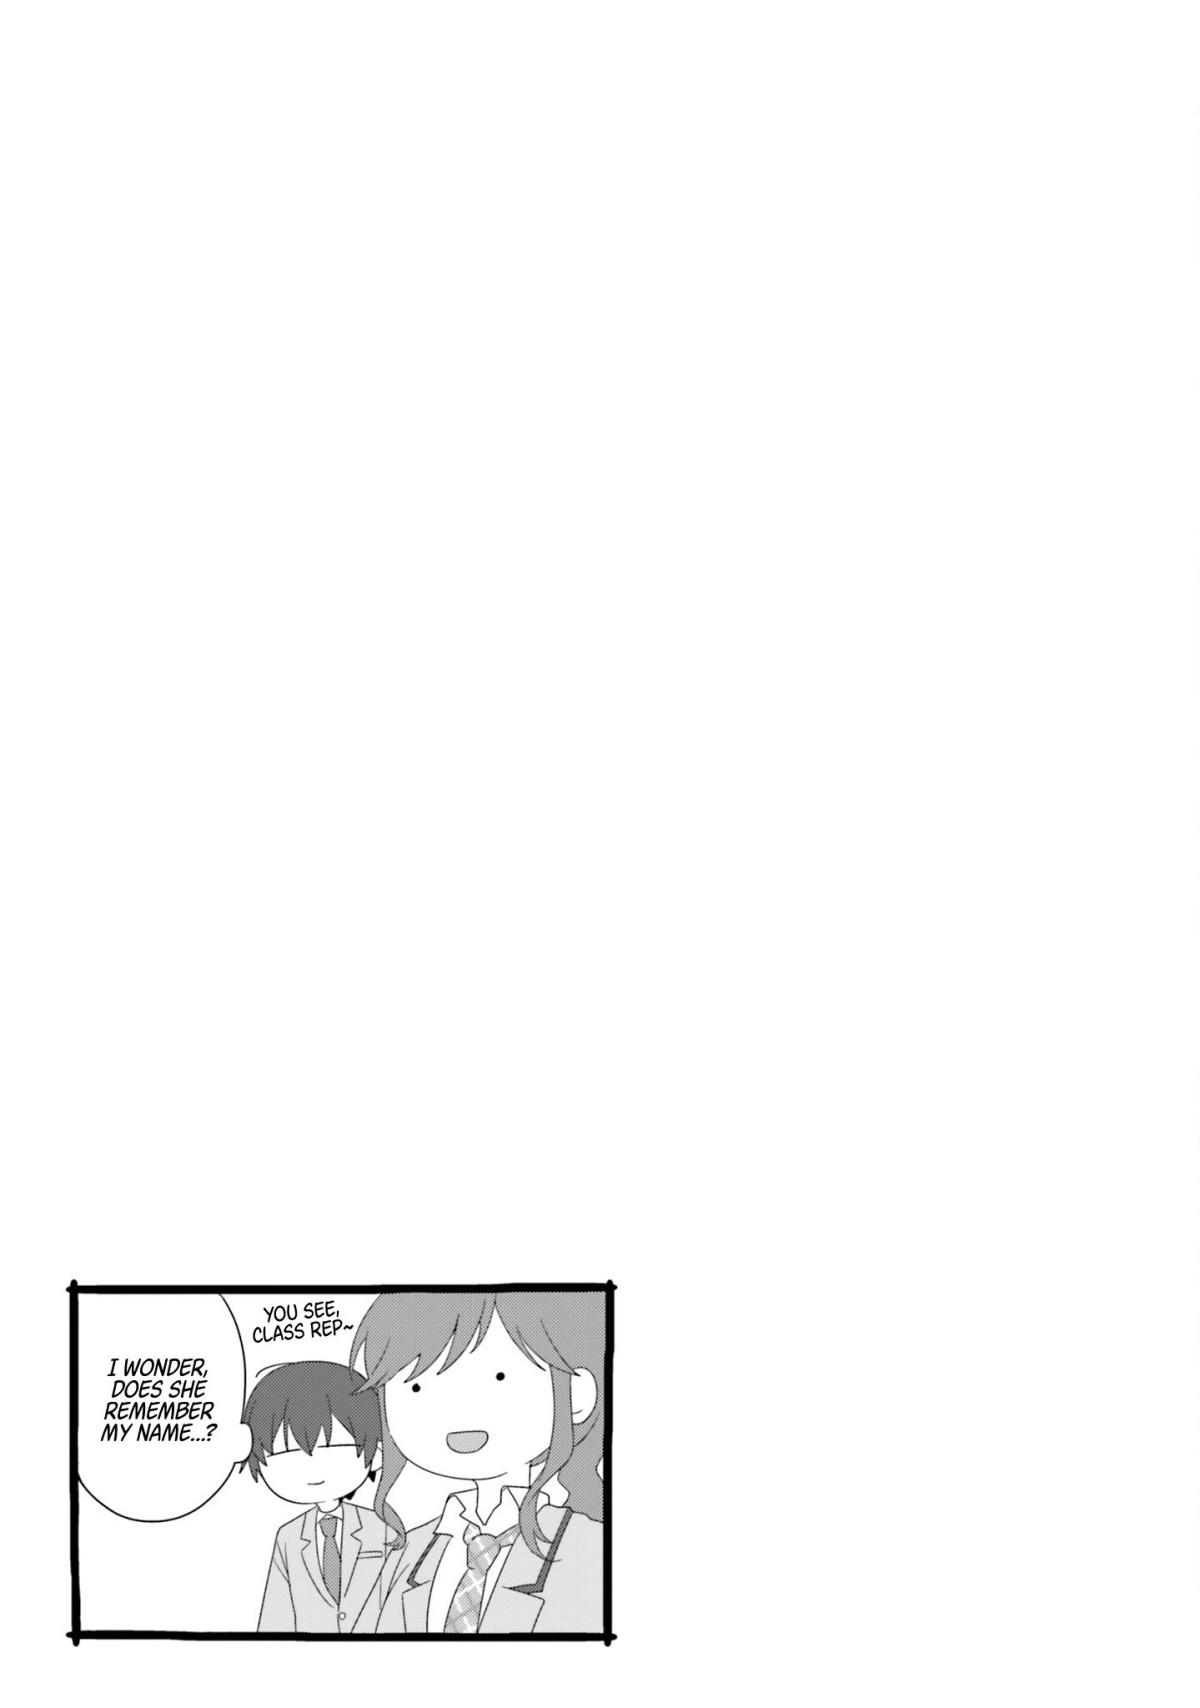 YOU SEE,
CLASS REP~
I WONDER,
DOES SHE
REMEMBER
MY NAME...?